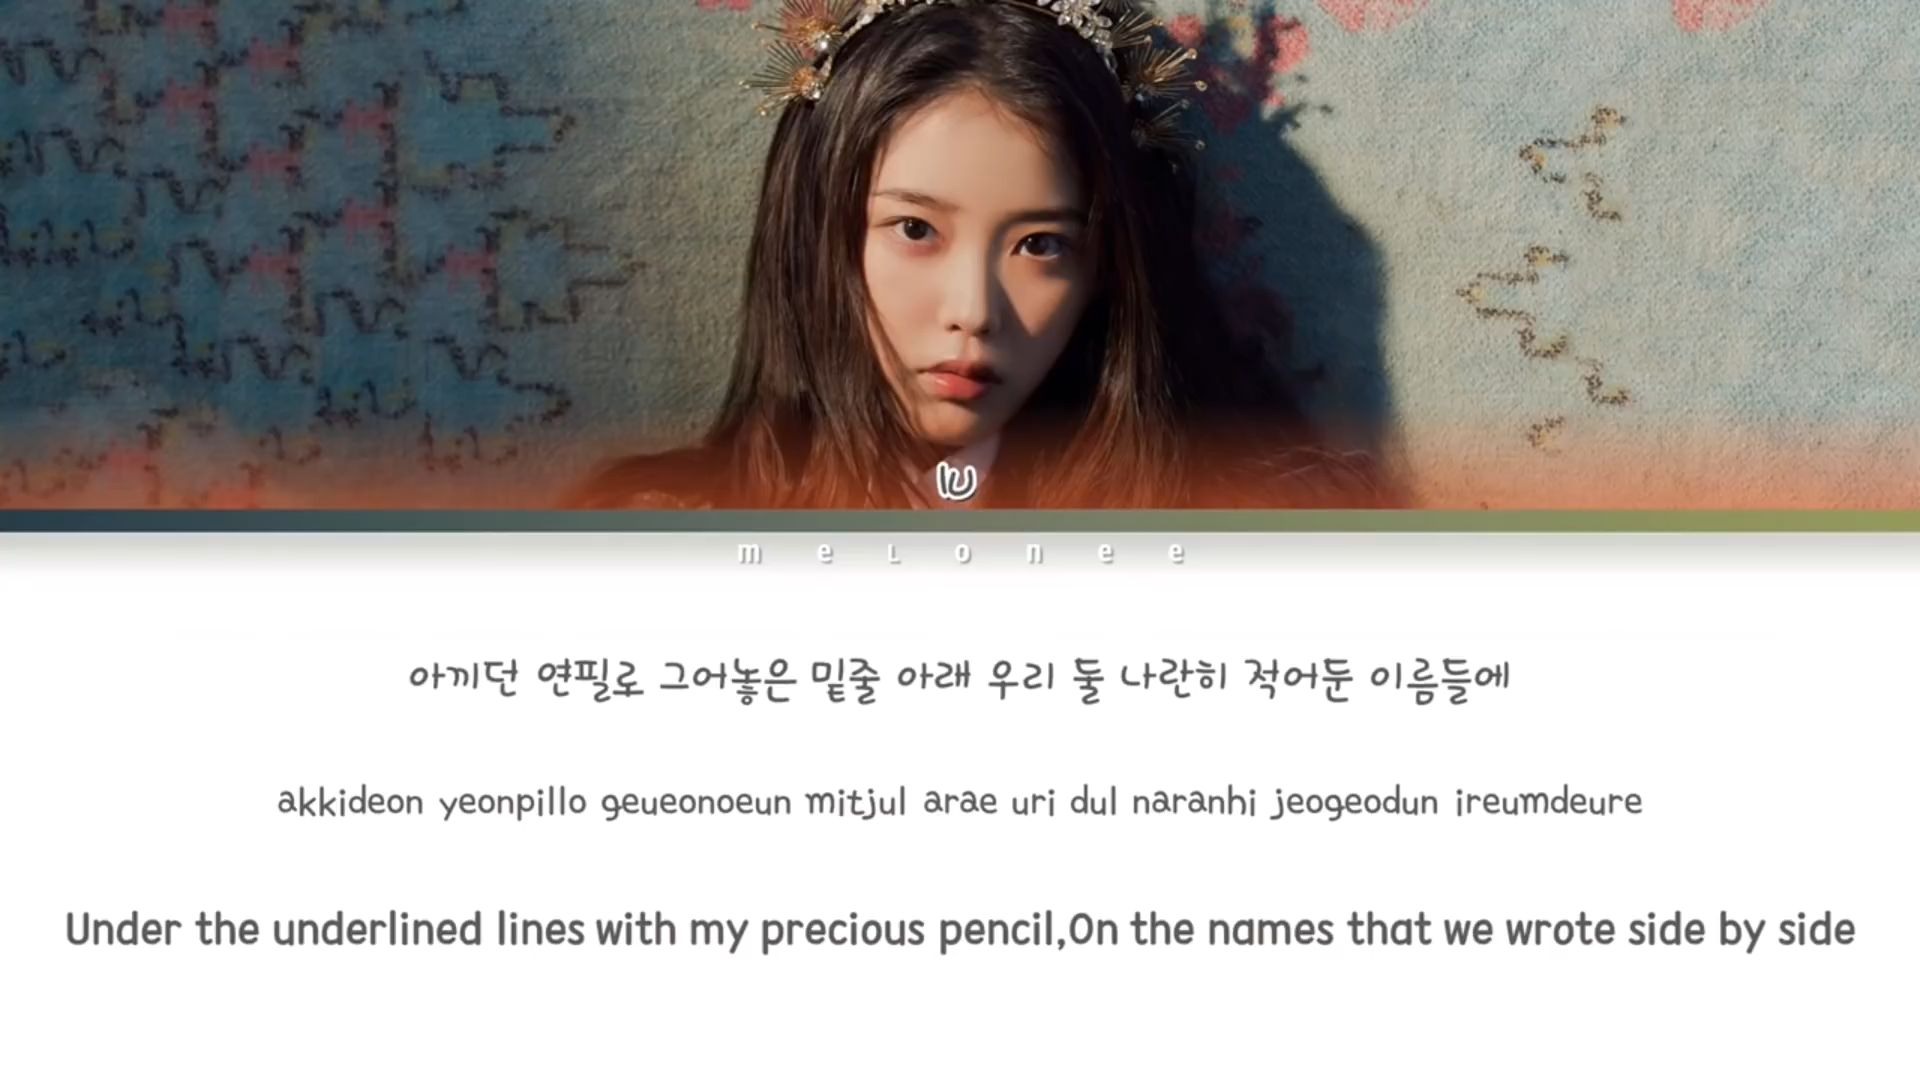 IU
meLonee
아끼던 연필로 그어놓은 밑줄 아래 우리 둘 나란히 적어둔 이름들에
akkideon yeonpillo geueonoeun mitjul arae uri dul naranhi jeogeodun ireumdeure
Under the underlined lines with my precious pencil,On the names that we wrote side by side